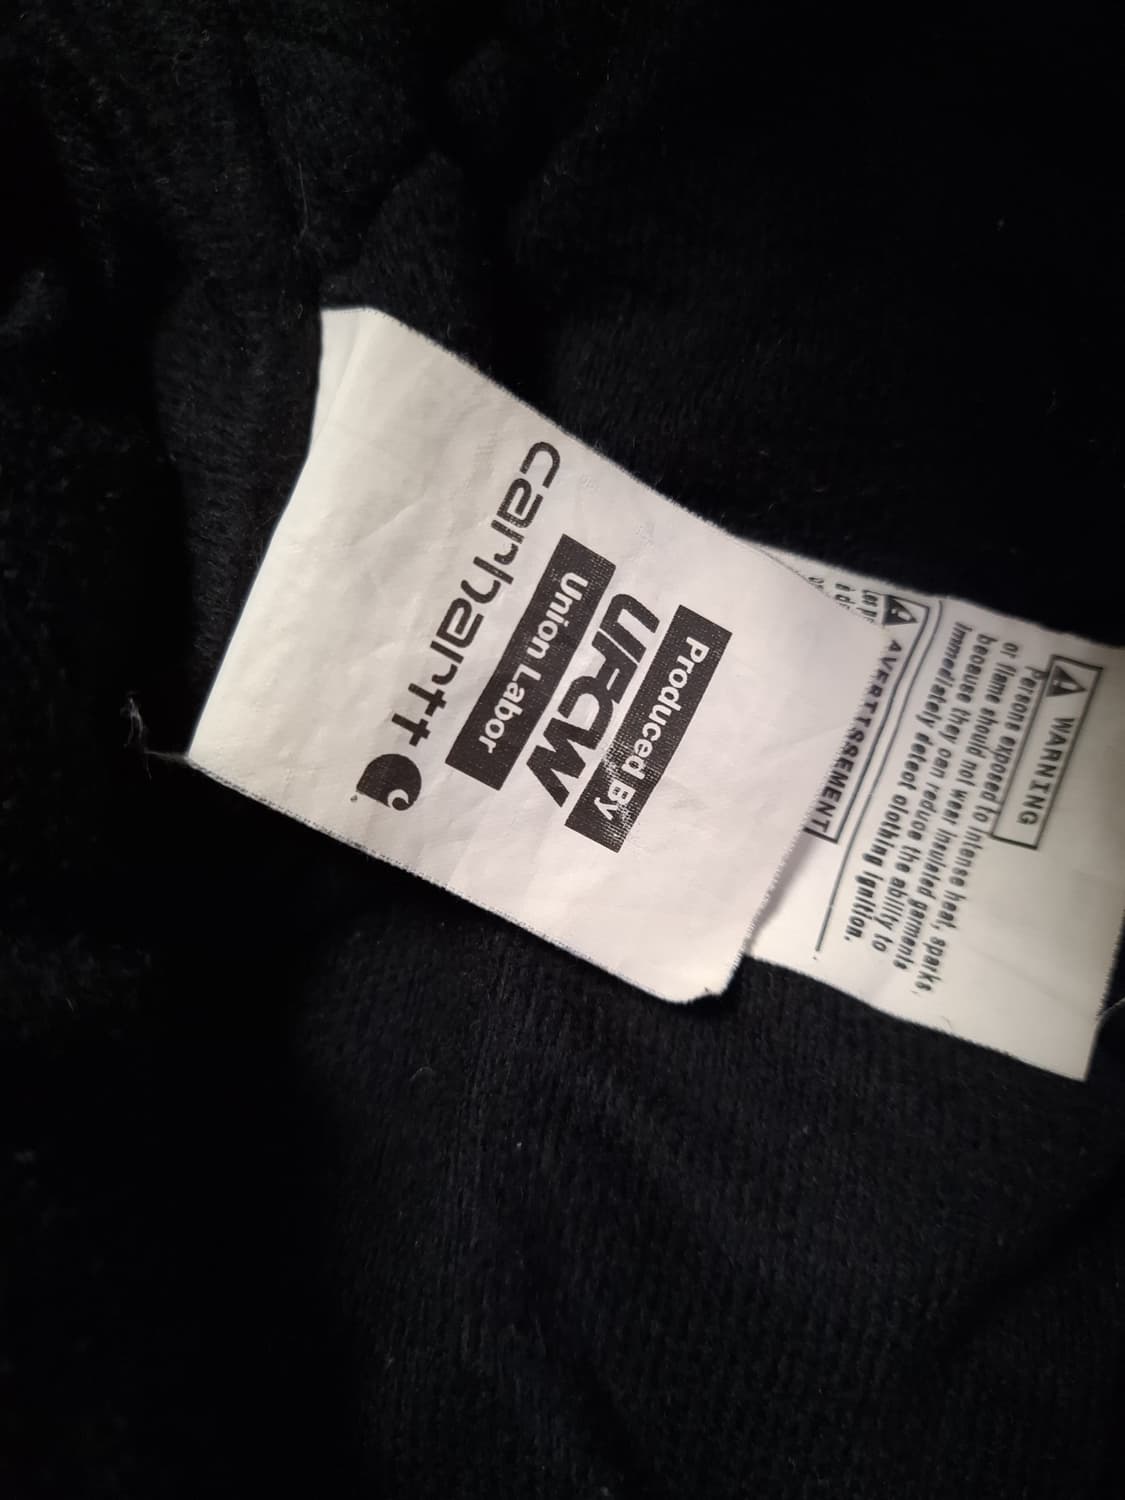 Produced By
UFCW
Union Labor
carhartt
WARNING
Persons exposed to intense heat, sparks,
or flame should not wear insulated garments
because they can reduce the ability to
immediately detect clothing ignition.
AVERTISSEMENT